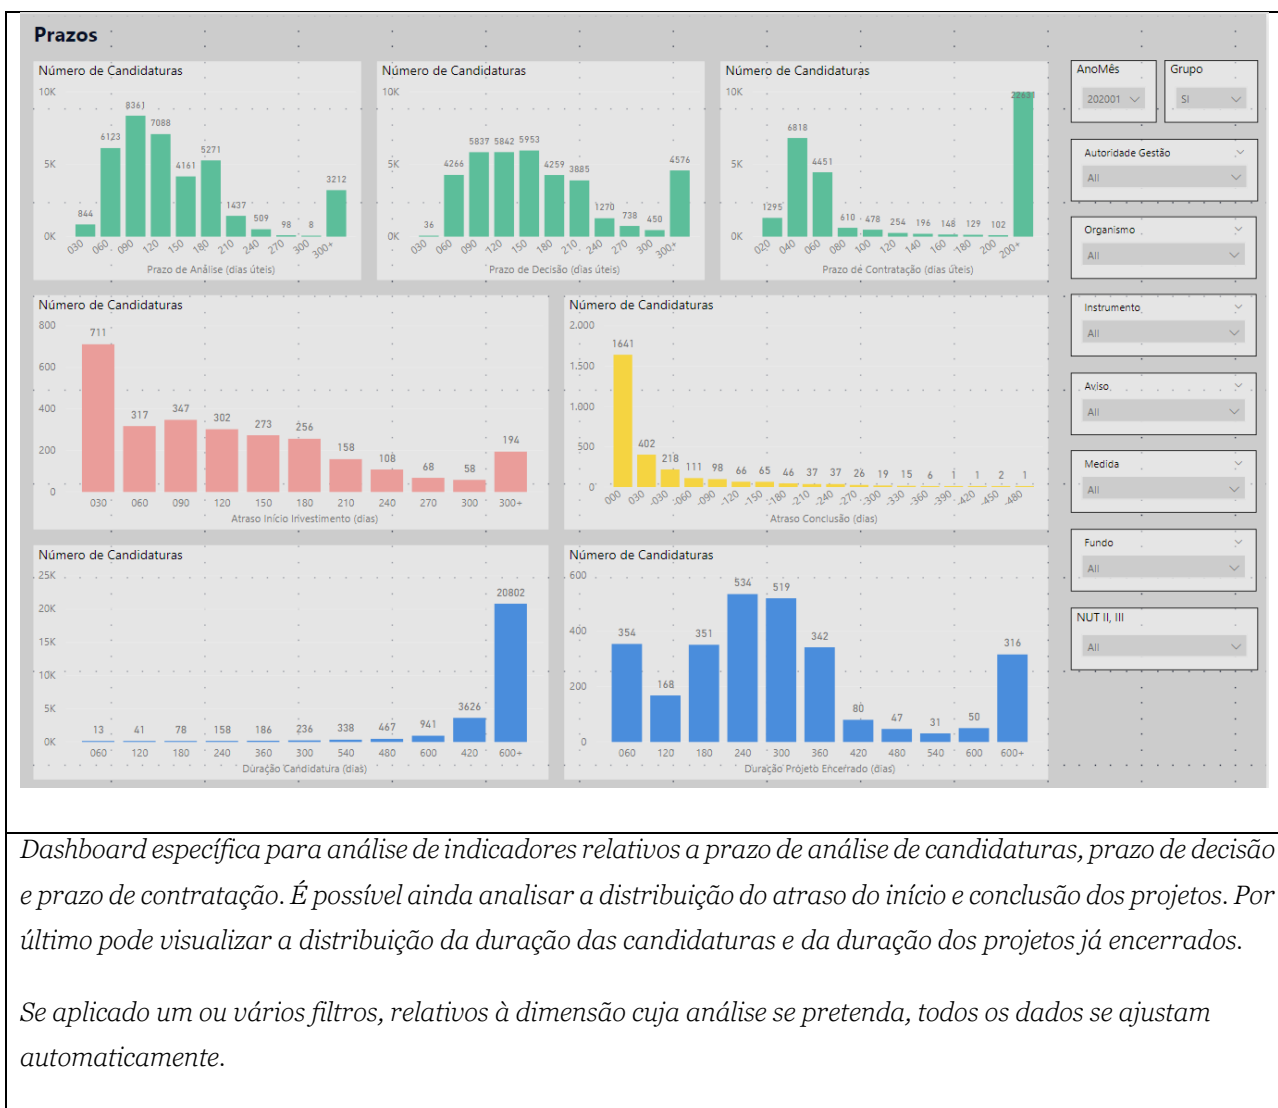 Prazos
Número de Candidaturas
10K
5K
0K
844
6123
8361
7088
4161
5271
1437
509
98
8
3212
030 060 090 120 150 180 210 240 270 300 300+
Prazo de Análise (dias úteis)
Número de Candidaturas
10K
5K
0K
36
4266
5837
5842
5953
4259
3885
1270
738
450
4576
030 060 090 120 150 180 210 240 270 300 300+
Prazo de Decisão (dias úteis)
Número de Candidaturas
10K
5K
0K
1295
6818
4451
610
478
254
196
148
129
102
22631
020 040 060 080 100 120 140 160 180 200 200+
Prazo de Contratação (dias úteis)
AnoMês
202001
Grupo
SI
Autoridade Gestão
All
Organismo
All
Instrumento
All
Aviso
All
Medida
All
Fundo
All
NUT II, III
All
Número de Candidaturas
800
600
400
200
0
711
317
347
302
273
256
158
108
68
58
194
030 060 090 120 150 180 210 240 270 300 300+
Atraso Início Investimento (dias)
Número de Candidaturas
2.000
1.500
1.000
500
0
1641
402
218
111
98
66
65
46
37
37
26
19
15
6
1
1
2
1
000 030 -030 -060 -090 -120 -150 -180 -210 -240 -270 -300 -330 -360 -390 -420 -450 -480
Atraso Conclusão (dias)
Número de Candidaturas
25K
20K
15K
10K
5K
0K
13
41
78
158
186
236
338
467
941
3626
20802
060 120 180 240 360 300 540 480 600 420 600+
Duração Candidatura (dias)
Número de Candidaturas
600
400
200
0
354
168
351
534
519
342
80
47
31
50
316
060 120 180 240 300 360 420 480 540 600 600+
Duração Projeto Encerrado (dias)
Dashboard específica para análise de indicadores relativos a prazo de análise de candidaturas, prazo de decisão
e prazo de contratação. É possível ainda analisar a distribuição do atraso do início e conclusão dos projetos. Por
último pode visualizar a distribuição da duração das candidaturas e da duração dos projetos já encerrados.
Se aplicado um ou vários filtros, relativos à dimensão cuja análise se pretenda, todos os dados se ajustam
automaticamente.